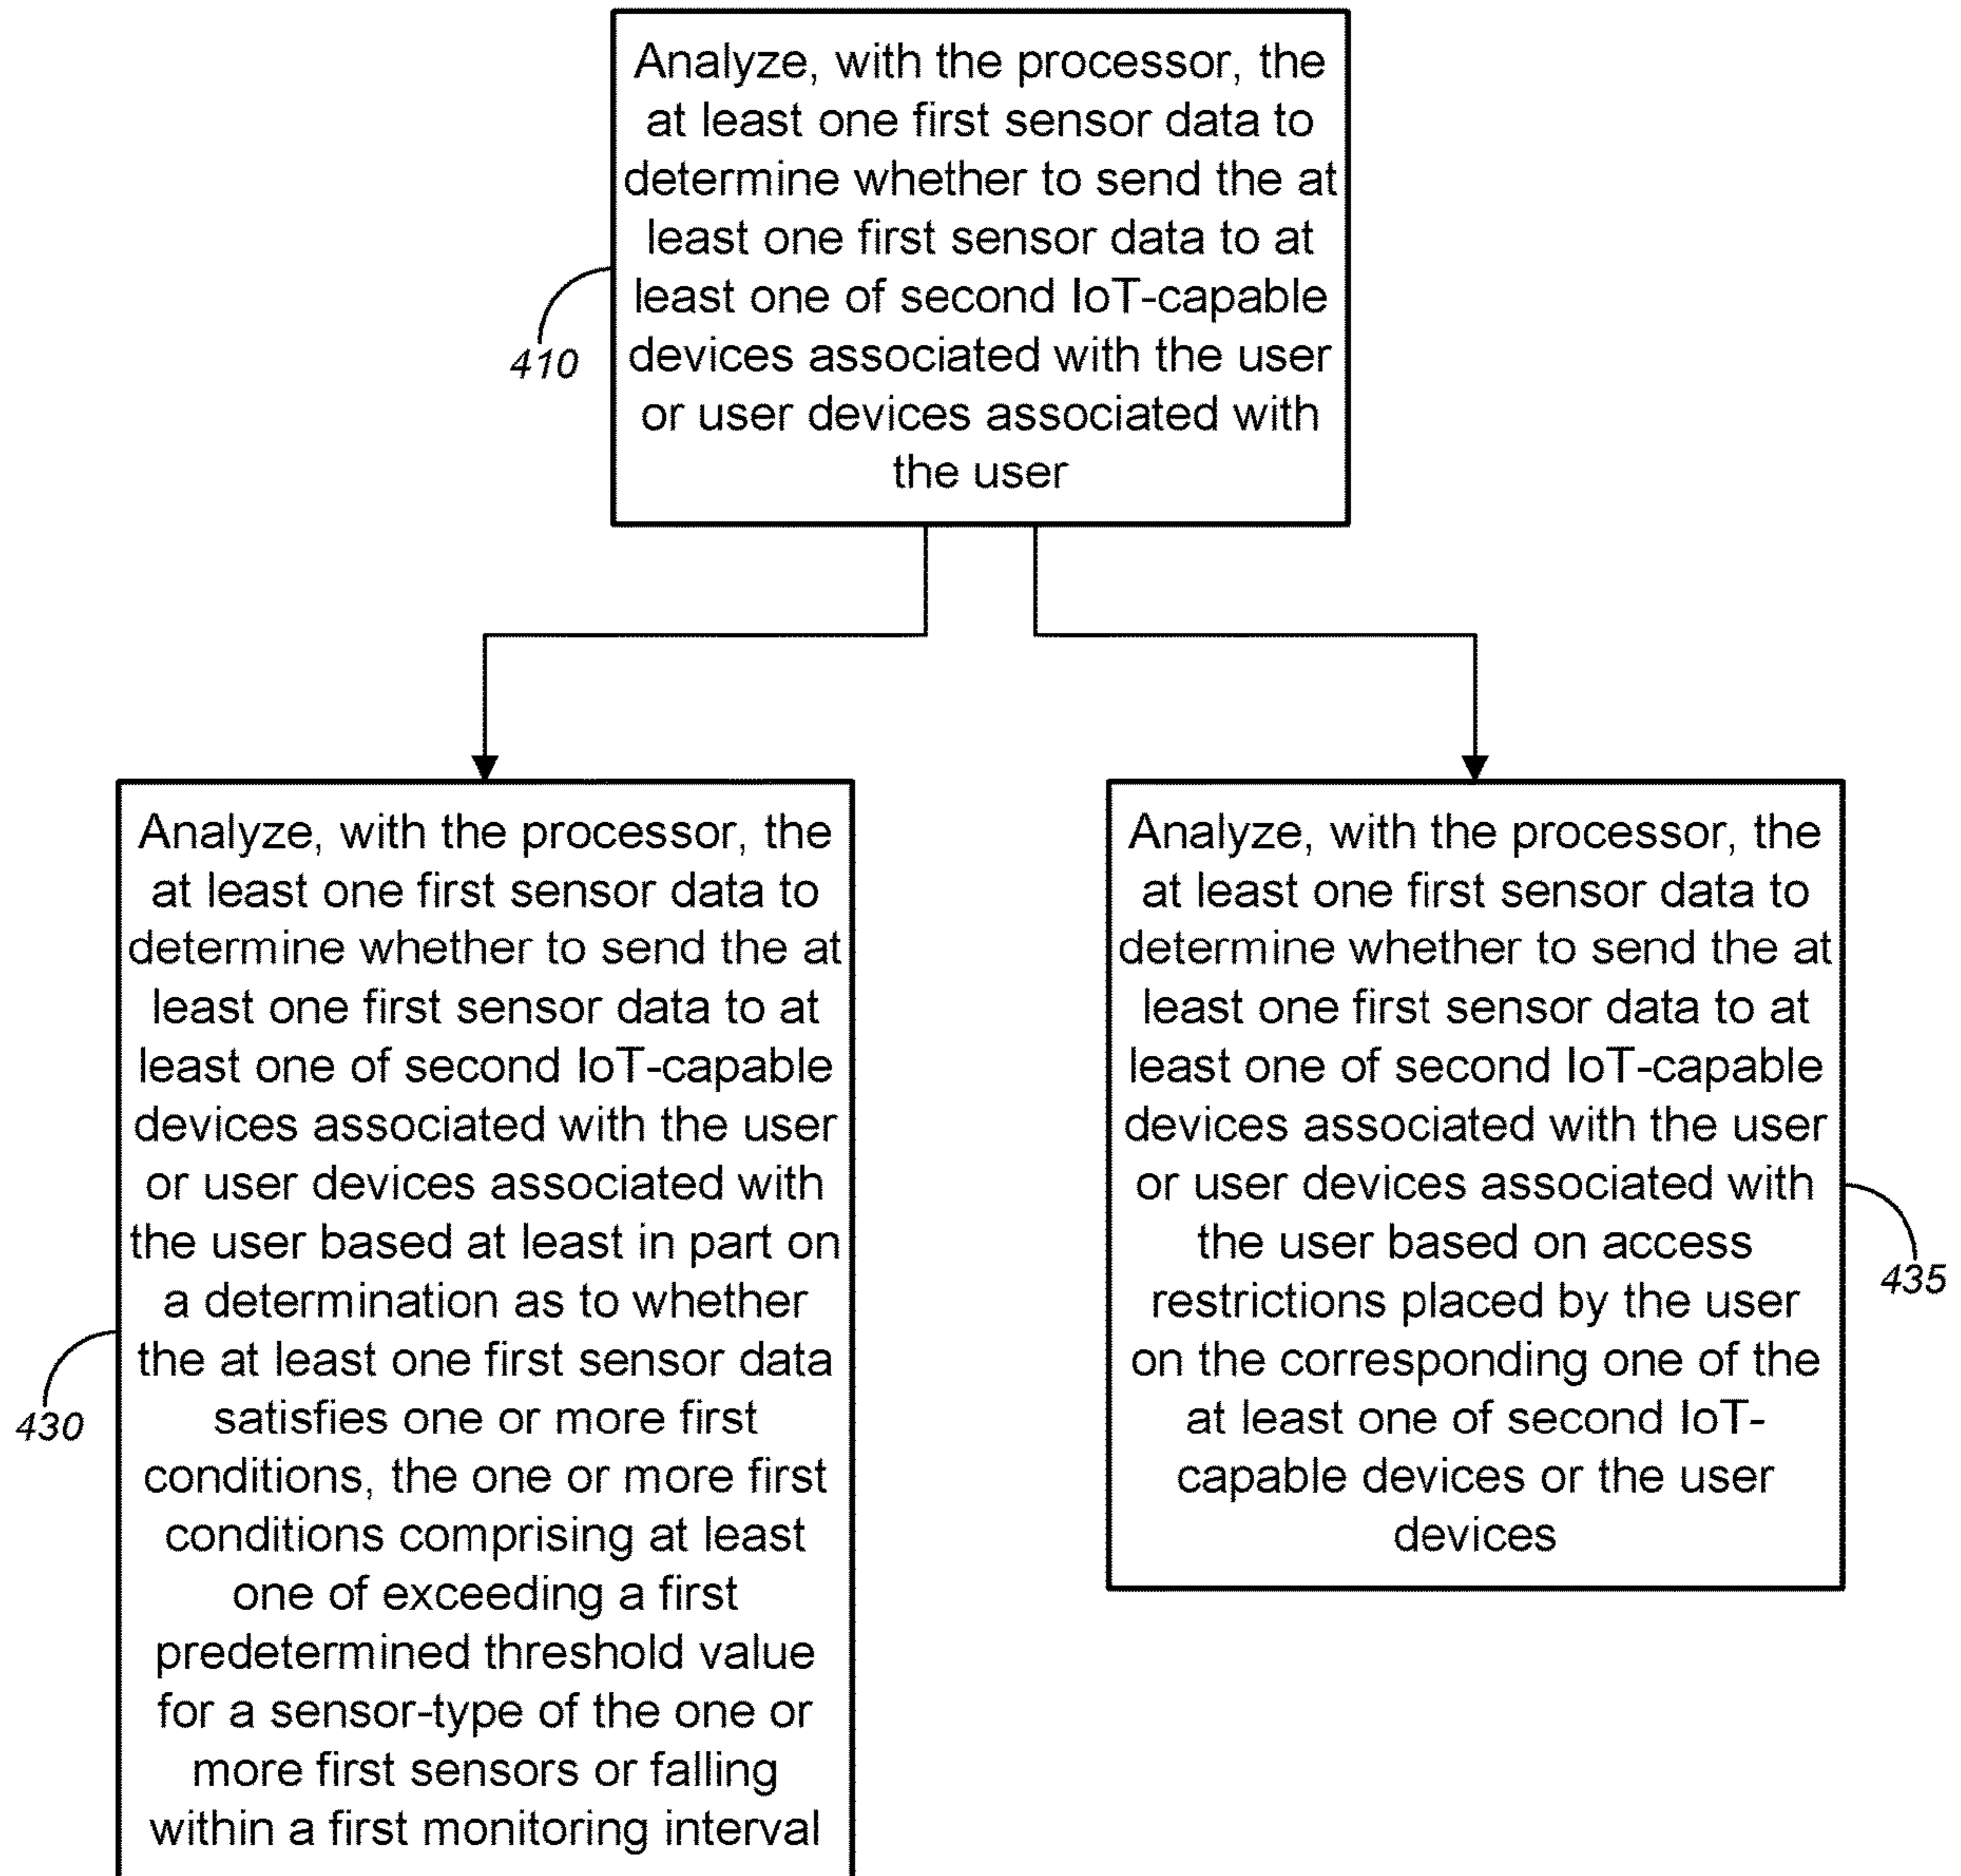 Analyze, with the processor, the
at least one first sensor data to
determine whether to send the at
least one first sensor data to at
least one of second IoT-capable
devices associated with the user
or user devices associated with
the user
410
Analyze, with the processor, the
at least one first sensor data to
determine whether to send the at
least one first sensor data to at
least one of second IoT-capable
devices associated with the user
or user devices associated with
the user based at least in part on
a determination as to whether
the at least one first sensor data
satisfies one or more first
conditions, the one or more first
conditions comprising at least
one of exceeding a first
predetermined threshold value
for a sensor-type of the one or
more first sensors or falling
within a first monitoring interval
430
Analyze, with the processor, the
at least one first sensor data to
determine whether to send the at
least one first sensor data to at
least one of second IoT-capable
devices associated with the user
or user devices associated with
the user based on access
restrictions placed by the user
on the corresponding one of the
at least one of second IoT-
capable devices or the user
devices
435